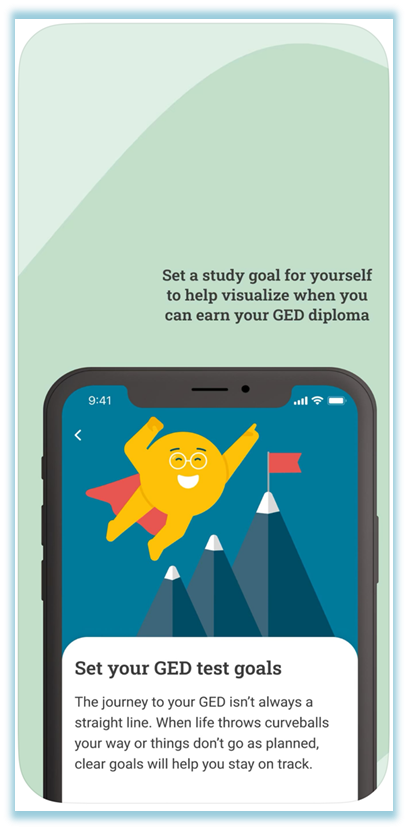 Set a study goal for yourself
to help visualize when you
can earn your GED diploma
9:41
Set your GED test goals
The journey to your GED isn’t always a
straight line. When life throws curveballs
your way or things don’t go as planned,
clear goals will help you stay on track.